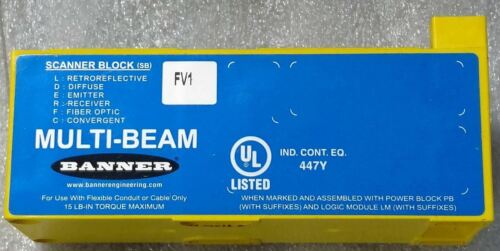 SCANNER BLOCK (SB)
L : RETROREFLECTIVE
D : DIFFUSE
E : EMITTER
R : RECEIVER
F : FIBER OPTIC
C : CONVERGENT
FV1
MULTI-BEAM
BANNER
www.bannerengineering.com
For Use With Flexible Conduit or Cable Only
15 LB-IN TORQUE MAXIMUM
UL
LISTED
IND. CONT. EQ.
447Y
WHEN MARKED AND ASSEMBLED WITH POWER BLOCK PB
(WITH SUFFIXES) AND LOGIC MODULE LM (WITH SUFFIXES)